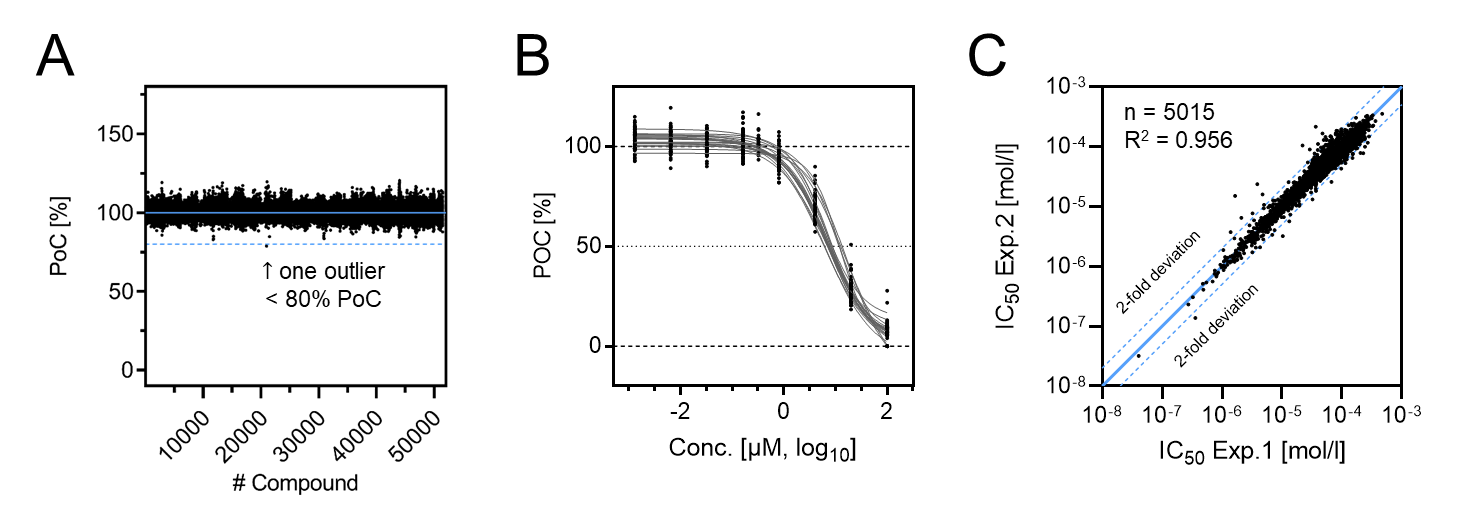 A
150
100
50
0
PoC [%]
↑ one outlier
< 80% PoC
10000
20000
30000
40000
50000
# Compound
B
100
50
0
POC [%]
-2
0
2
Conc. [µM, log₁₀]
C
10⁻³
10⁻⁴
10⁻⁵
10⁻⁶
10⁻⁷
10⁻⁸
IC₅₀ Exp.2 [mol/l]
n = 5015
R² = 0.956
2-fold deviation
2-fold deviation
10⁻⁸ 10⁻⁷ 10⁻⁶ 10⁻⁵ 10⁻⁴ 10⁻³
IC₅₀ Exp.1 [mol/l]